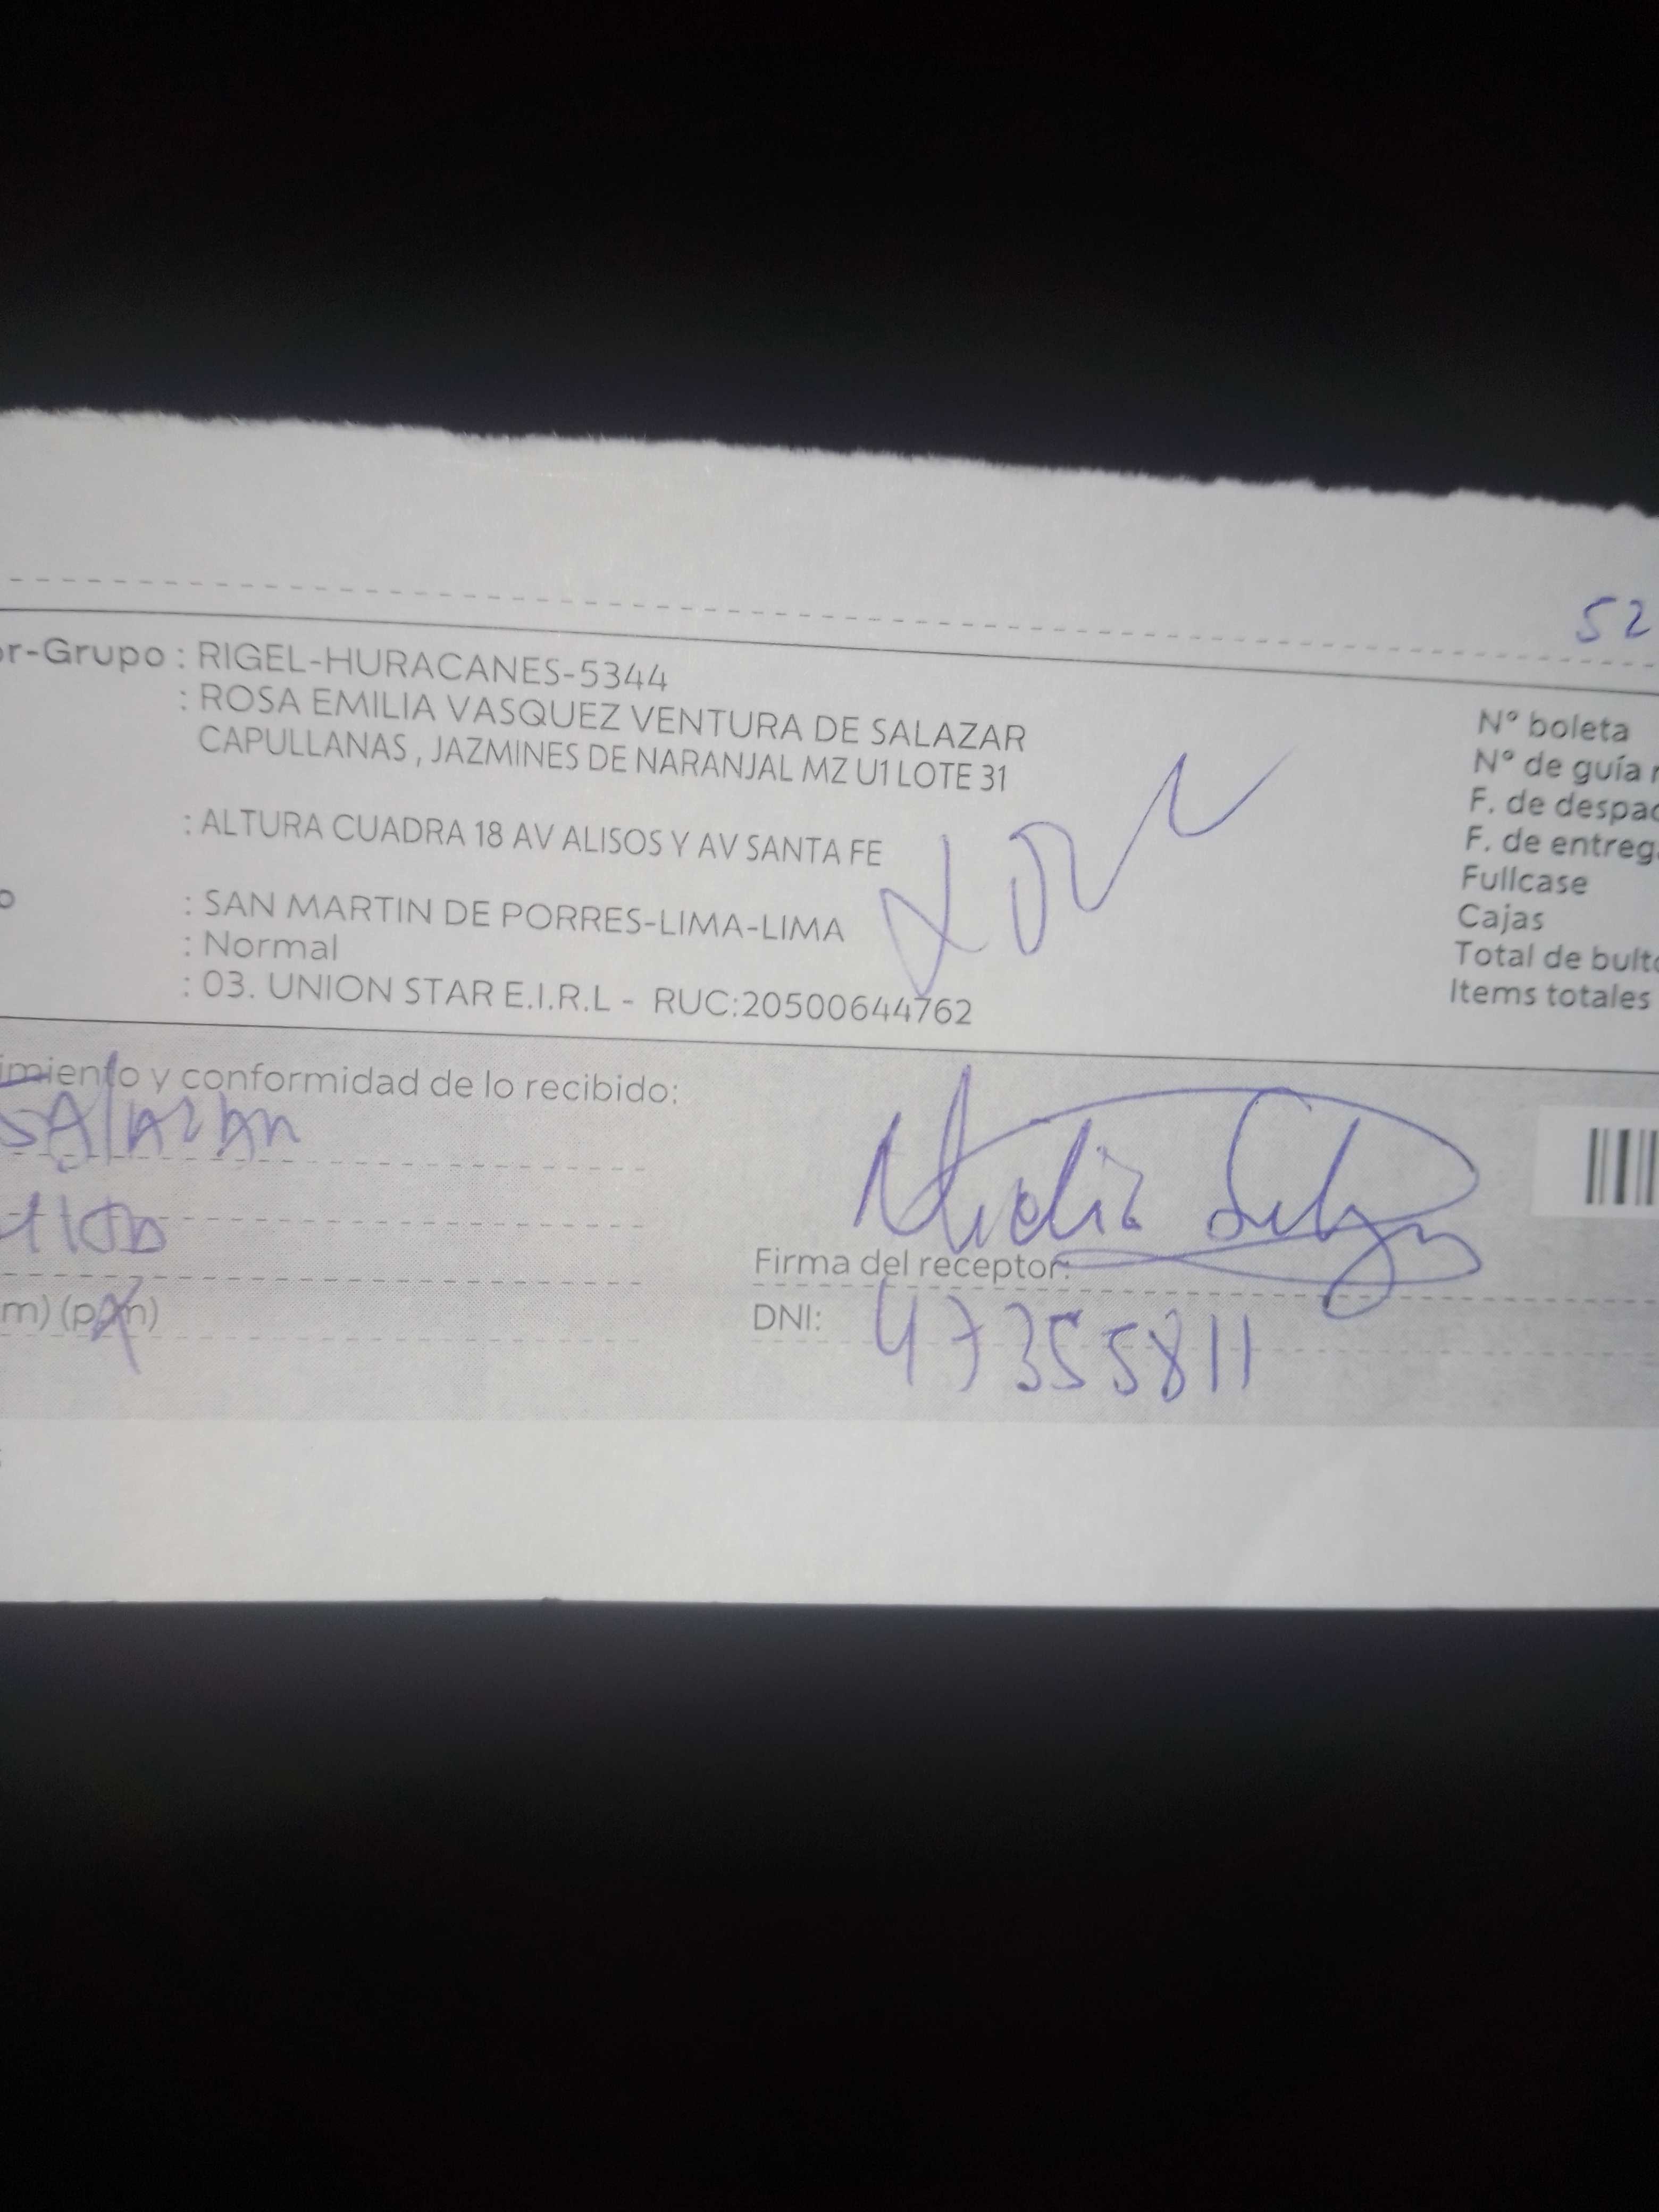 52
or-Grupo : RIGEL-HURACANES-5344
: ROSA EMILIA VASQUEZ VENTURA DE SALAZAR
CAPULLANAS , JAZMINES DE NARANJAL MZ U1 LOTE 31
: ALTURA CUADRA 18 AV ALISOS Y AV SANTA FE
o : SAN MARTIN DE PORRES-LIMA-LIMA
: Normal
: 03. UNION STAR E.I.R.L - RUC:20500644762
N° boleta
N° de guía r
F. de despac
F. de entrega
Fullcase
Cajas
Total de bulto
Items totales
imiento y conformidad de lo recibido:
Salazar
m) (pm)
Firma del receptor:
DNI: 47355811